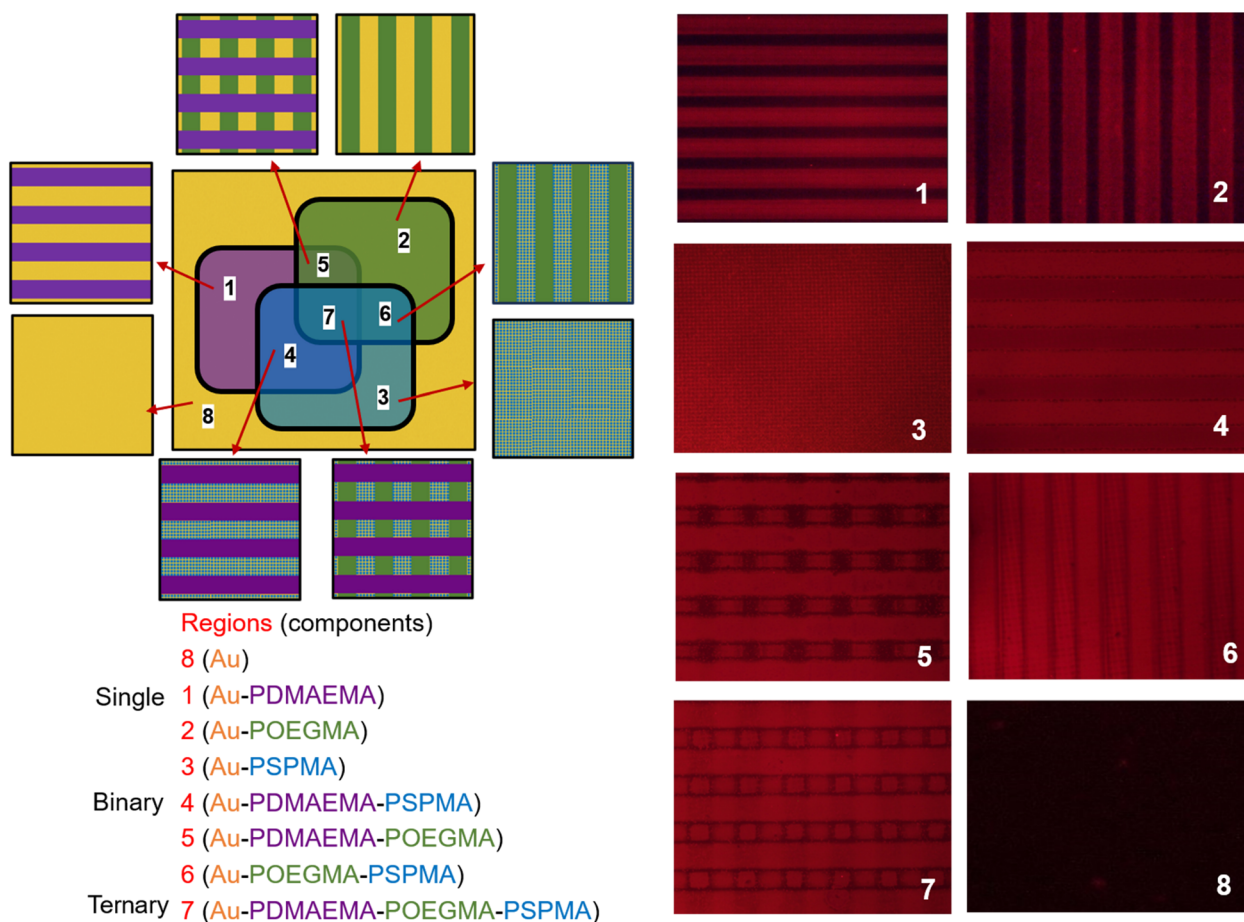 5
2
1
6
7
4
3
8
Regions (components)
8 (Au)
Single 1 (Au-PDMAEMA)
2 (Au-POEGMA)
3 (Au-PSPMA)
Binary 4 (Au-PDMAEMA-PSPMA)
5 (Au-PDMAEMA-POEGMA)
6 (Au-POEGMA-PSPMA)
Ternary 7 (Au-PDMAEMA-POEGMA-PSPMA)
1
2
3
4
5
6
7
8